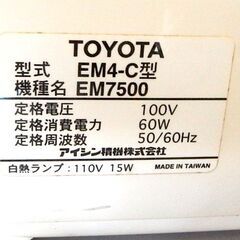 TOYOTA
型式 EM4-C型
機種名 EM7500
定格電圧 100V
定格消費電力 60W
定格周波数 50/60Hz
アイシン精機株式会社
白熱ランプ：110V 15W MADE IN TAIWAN